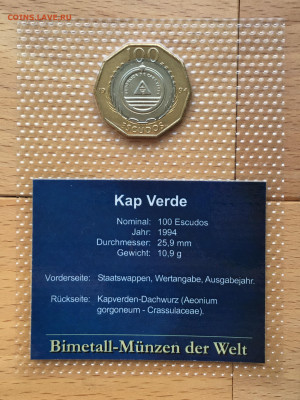 COINS.LAVE.RU
100
ESCUDOS
Kap Verde
Nominal: 100 Escudos
Jahr: 1994
Durchmesser: 25,9 mm
Gewicht: 10,9 g
Vorderseite: Staatswappen, Wertangabe, Ausgabejahr.
Rückseite: Kapverden-Dachwurz (Aeonium
gorgoneum - Crassulaceae).
Bimetall-Münzen der Welt